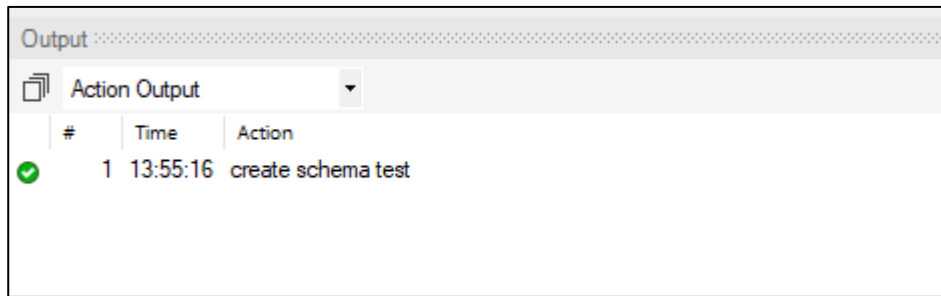 Output
Action Output
# Time Action
1 13:55:16 create schema test